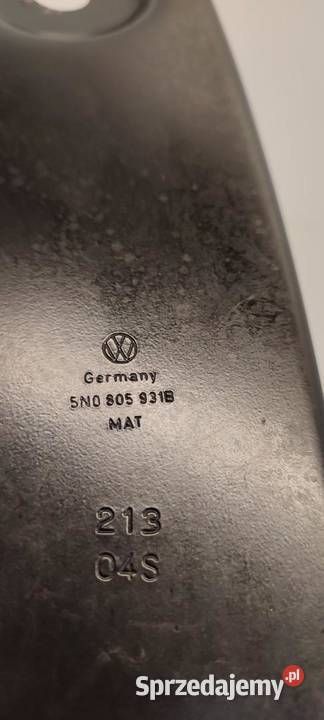 Germany
5N0 805 931B
MAT
213
04S
Sprzedajemy.pl